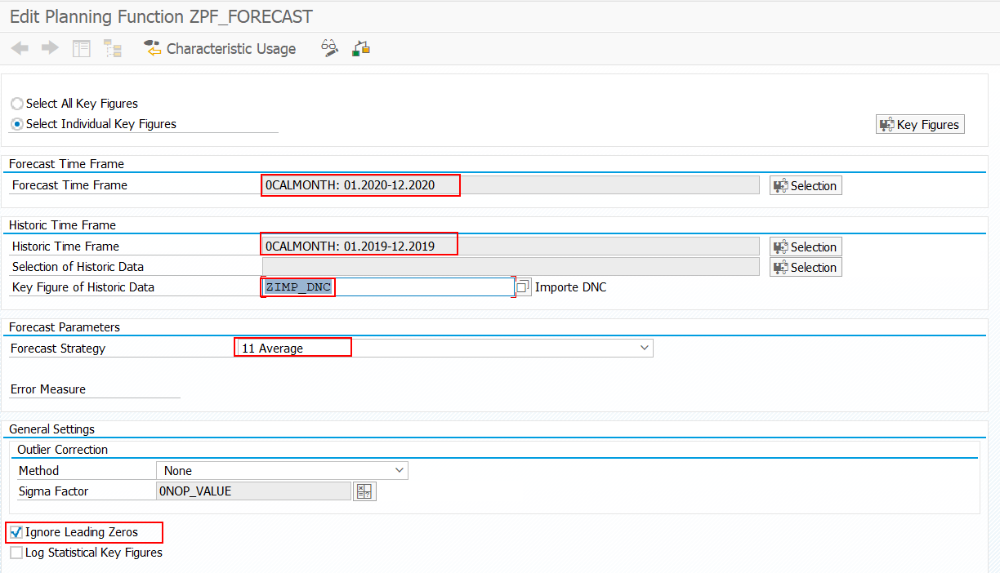 Edit Planning Function ZPF_FORECAST
Characteristic Usage
Select All Key Figures
Select Individual Key Figures
Key Figures
Forecast Time Frame
Forecast Time Frame 0CALMONTH: 01.2020-12.2020 Selection
Historic Time Frame
Historic Time Frame 0CALMONTH: 01.2019-12.2019 Selection
Selection of Historic Data Selection
Key Figure of Historic Data ZIMP_DNC Importe DNC
Forecast Parameters
Forecast Strategy 11 Average
Error Measure
General Settings
Outlier Correction
Method None
Sigma Factor 0NOP_VALUE
Ignore Leading Zeros
Log Statistical Key Figures